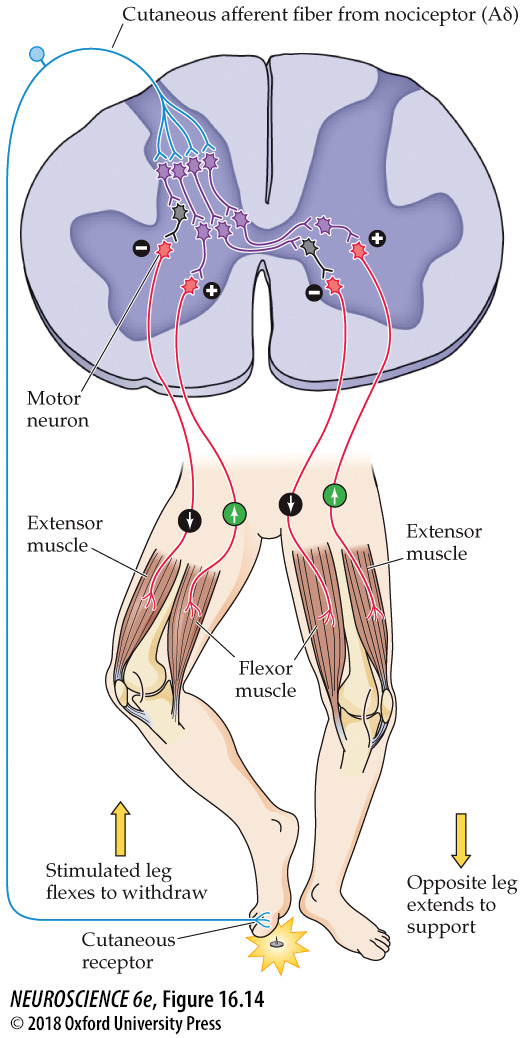 Cutaneous afferent fiber from nociceptor (Aδ)
−
+
+
−
Motor
neuron
Extensor
muscle
Extensor
muscle
Flexor
muscle
Stimulated leg
flexes to withdraw
Opposite leg
extends to
support
Cutaneous
receptor
NEUROSCIENCE 6e, Figure 16.14
© 2018 Oxford University Press